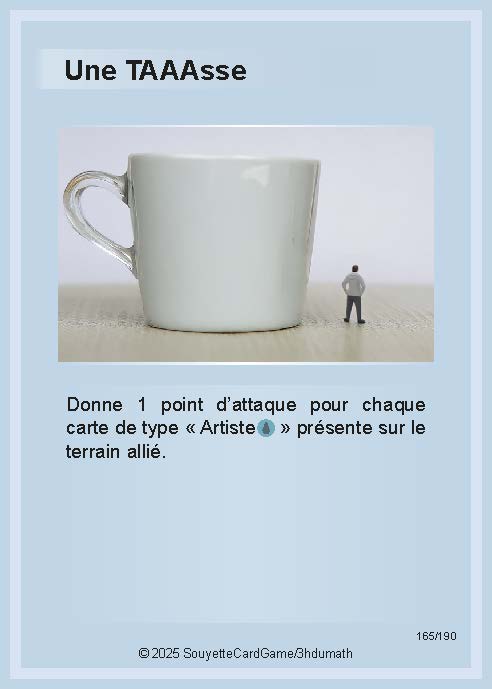 Une TAAAsse
Donne 1 point d'attaque pour chaque
carte de type « Artiste » présente sur le
terrain allié.
165/190
© 2025 SouyetteCardGame/3hdumath